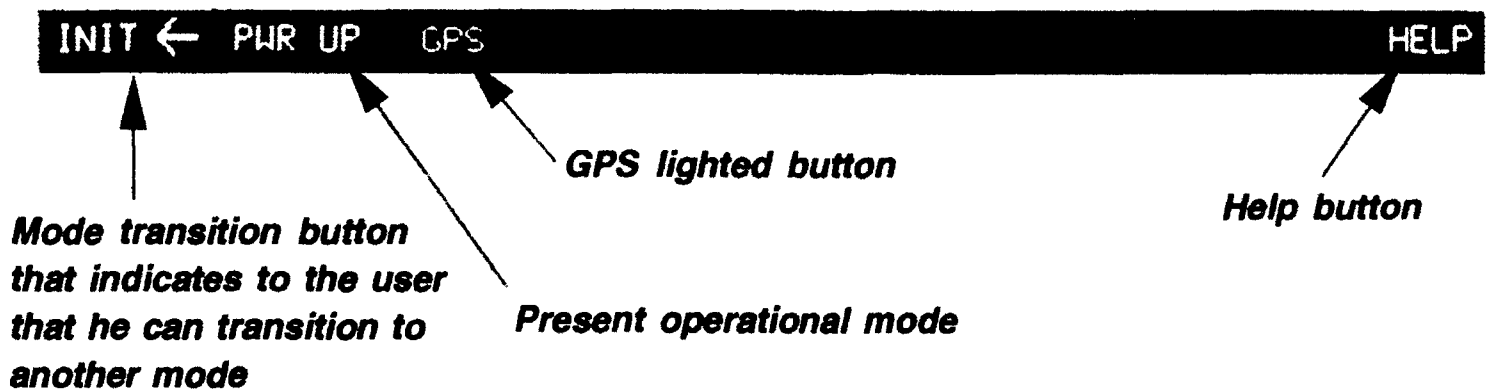 INIT ← PWR UP GPS HELP
GPS lighted button
Help button
Mode transition button
that indicates to the user
that he can transition to
another mode
Present operational mode